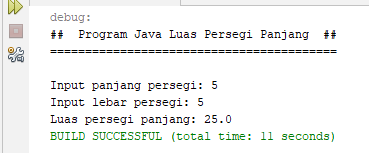 debug:
##  Program Java Luas Persegi Panjang  ##
=========================================
Input panjang persegi: 5
Input lebar persegi: 5
Luas persegi panjang: 25.0
BUILD SUCCESSFUL (total time: 11 seconds)